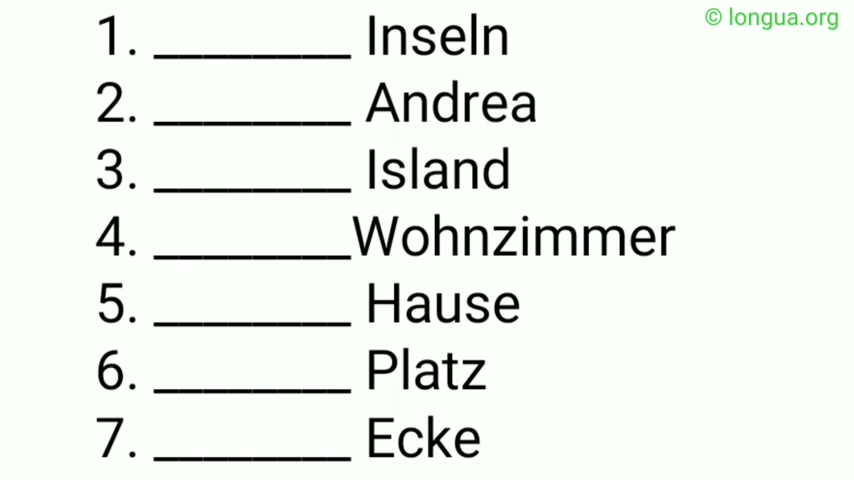 © longua.org
1. ________ Inseln
2. ________ Andrea
3. ________ Island
4. ________Wohnzimmer
5. ________ Hause
6. ________ Platz
7. ________ Ecke